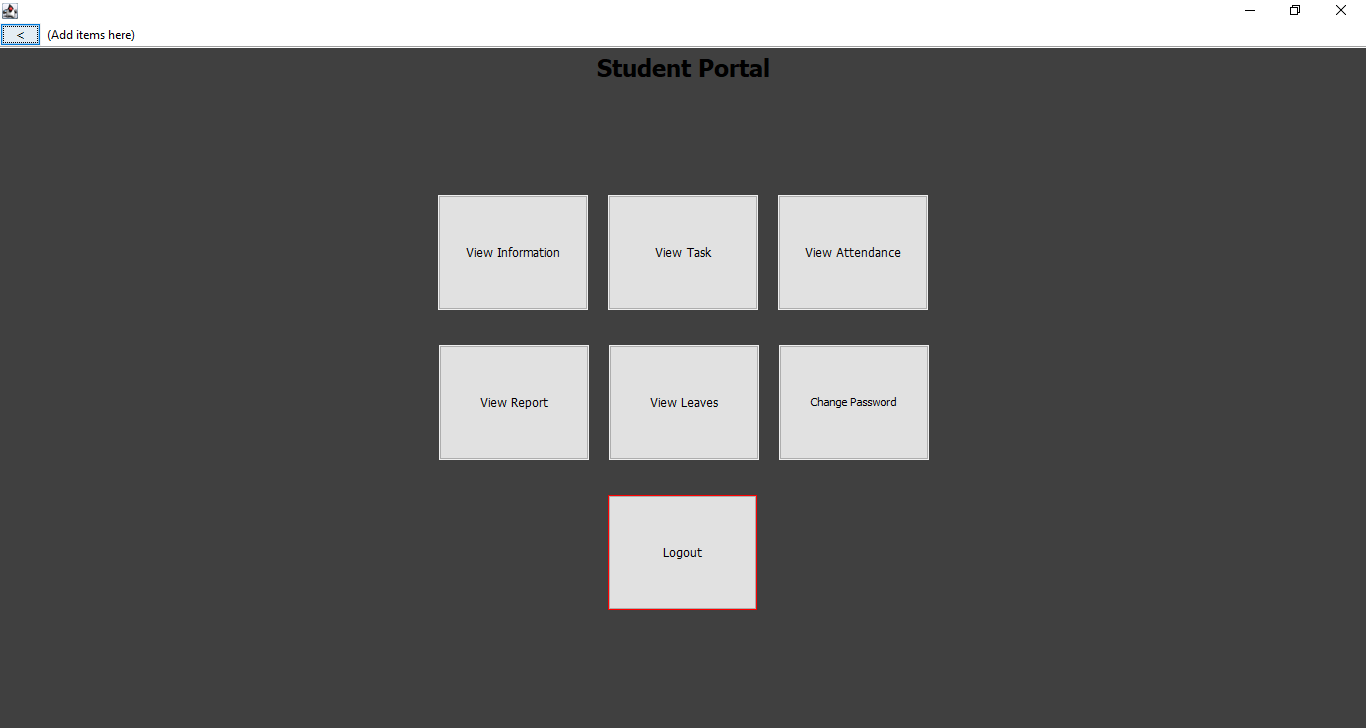 < (Add items here)
Student Portal
View Information
View Task
View Attendance
View Report
View Leaves
Change Password
Logout